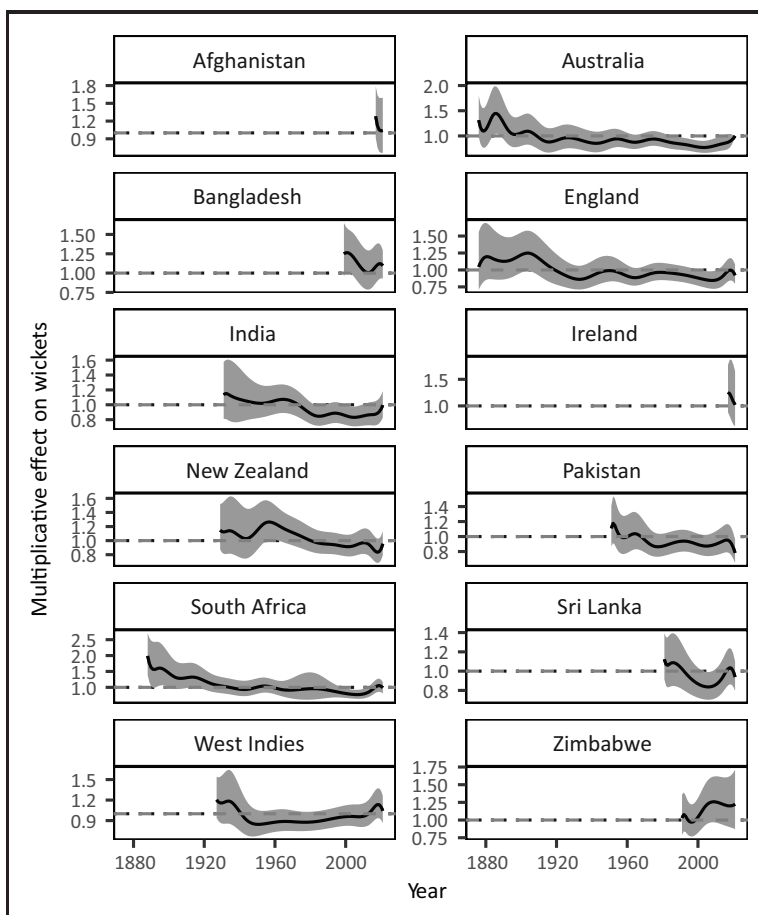 Multiplicative effect on wickets
Afghanistan
1.8
1.5
1.2
0.9
Australia
2.0
1.5
1.0
Bangladesh
1.50
1.25
1.00
0.75
England
1.50
1.25
1.00
0.75
India
1.6
1.4
1.2
1.0
0.8
Ireland
1.5
1.0
New Zealand
1.6
1.4
1.2
1.0
0.8
Pakistan
1.4
1.2
1.0
0.8
South Africa
2.5
2.0
1.5
1.0
Sri Lanka
1.4
1.2
1.0
0.8
West Indies
1.5
1.2
0.9
Zimbabwe
1.75
1.50
1.25
1.00
0.75
1880 1920 1960 2000
1880 1920 1960 2000
Year